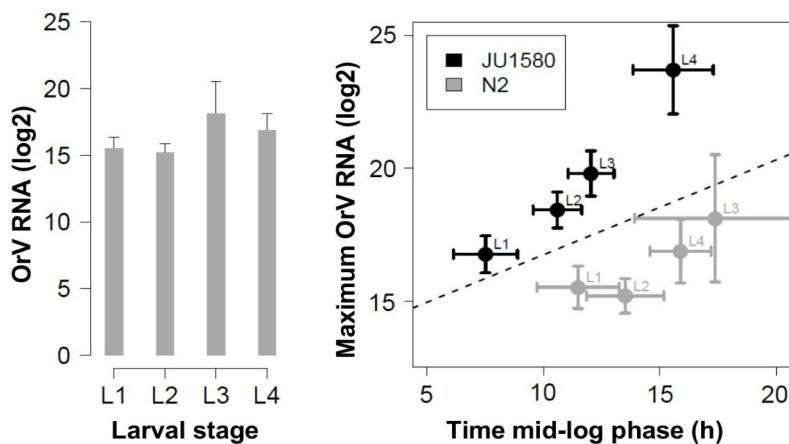 OrV RNA (log2)
25
20
15
10
5
0
L1 L2 L3 L4
Larval stage
Maximum OrV RNA (log2)
25
20
15
JU1580
N2
L4
L3
L2
L1
L3
L4
L1
L2
5 10 15 20
Time mid-log phase (h)